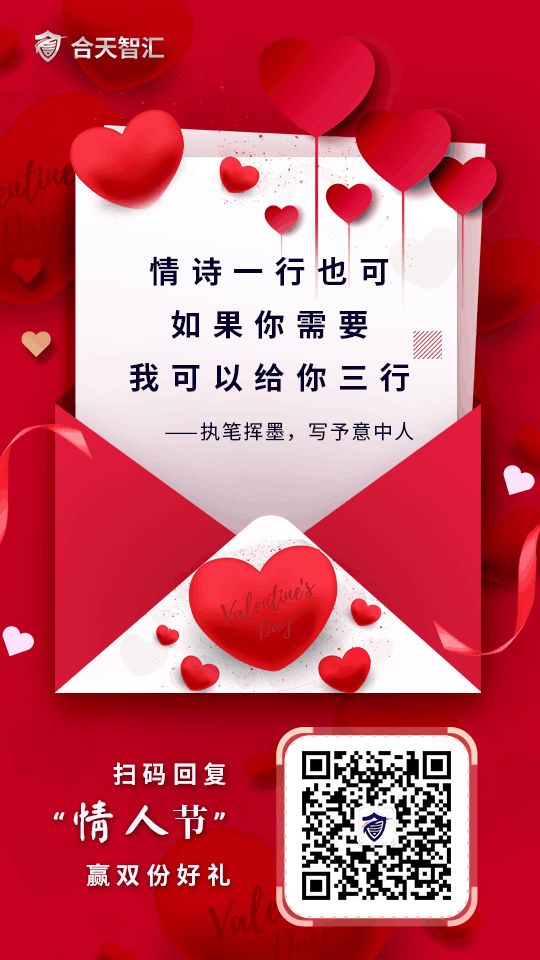 合天智汇
情诗一行也可
如果你需要
我可以给你三行
——执笔挥墨，写予意中人
Valentine's
Day
扫码回复
“情人节”
赢双份好礼